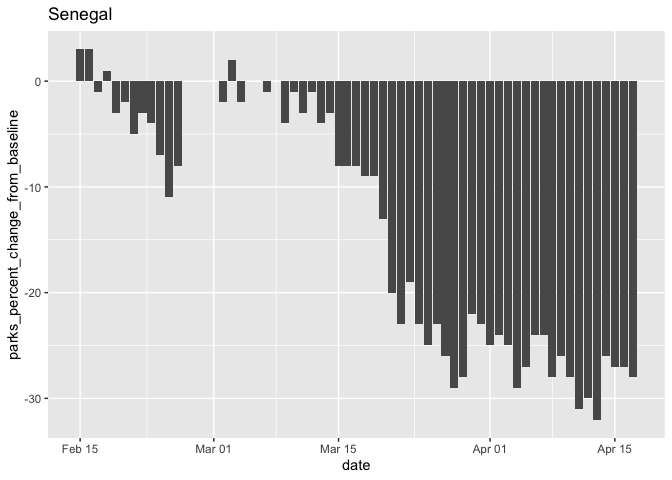 Senegal
parks_percent_change_from_baseline
0
-10
-20
-30
Feb 15
Mar 01
Mar 15
Apr 01
Apr 15
date